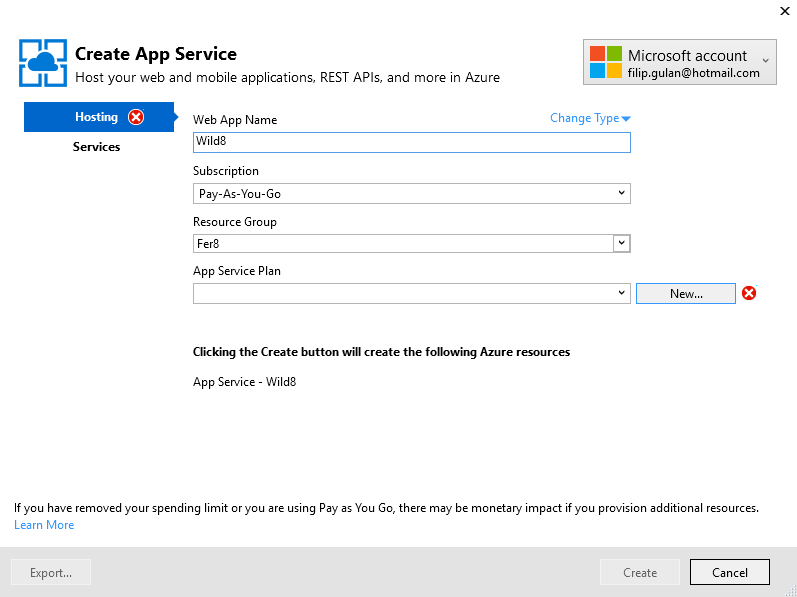 Create App Service
Host your web and mobile applications, REST APIs, and more in Azure
Microsoft account
filip.gulan@hotmail.com
Hosting
Services
Web App Name
Change Type
Wild8
Subscription
Pay-As-You-Go
Resource Group
Fer8
App Service Plan
New...
Clicking the Create button will create the following Azure resources
App Service - Wild8
If you have removed your spending limit or you are using Pay as You Go, there may be monetary impact if you provision additional resources.
Learn More
Export...
Create
Cancel